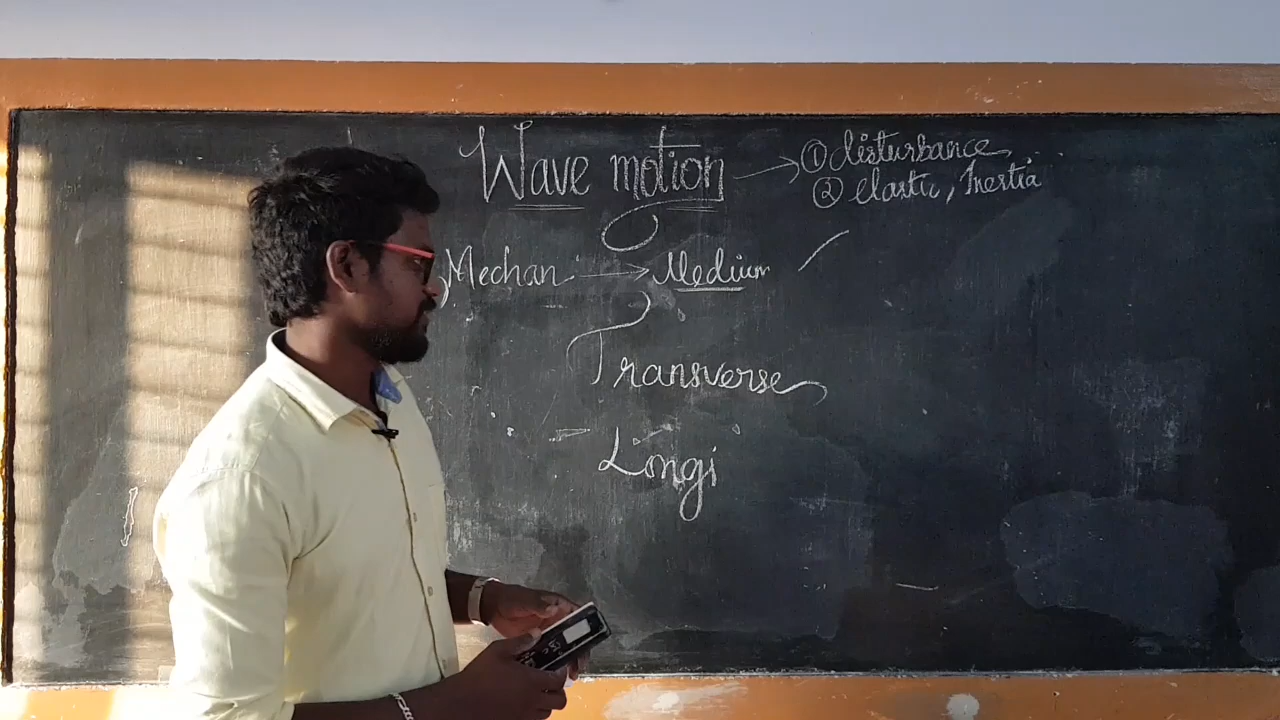 Wave motion → ① disturbance
② elastic, Inertia
Mechan → Medium
Transverse
Longi